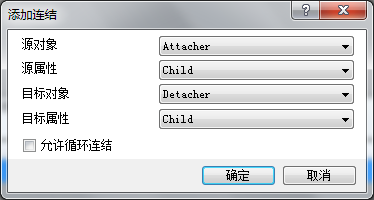 添加连结
源对象 Attacher
源属性 Child
目标对象 Detacher
目标属性 Child
允许循环连结
确定 取消